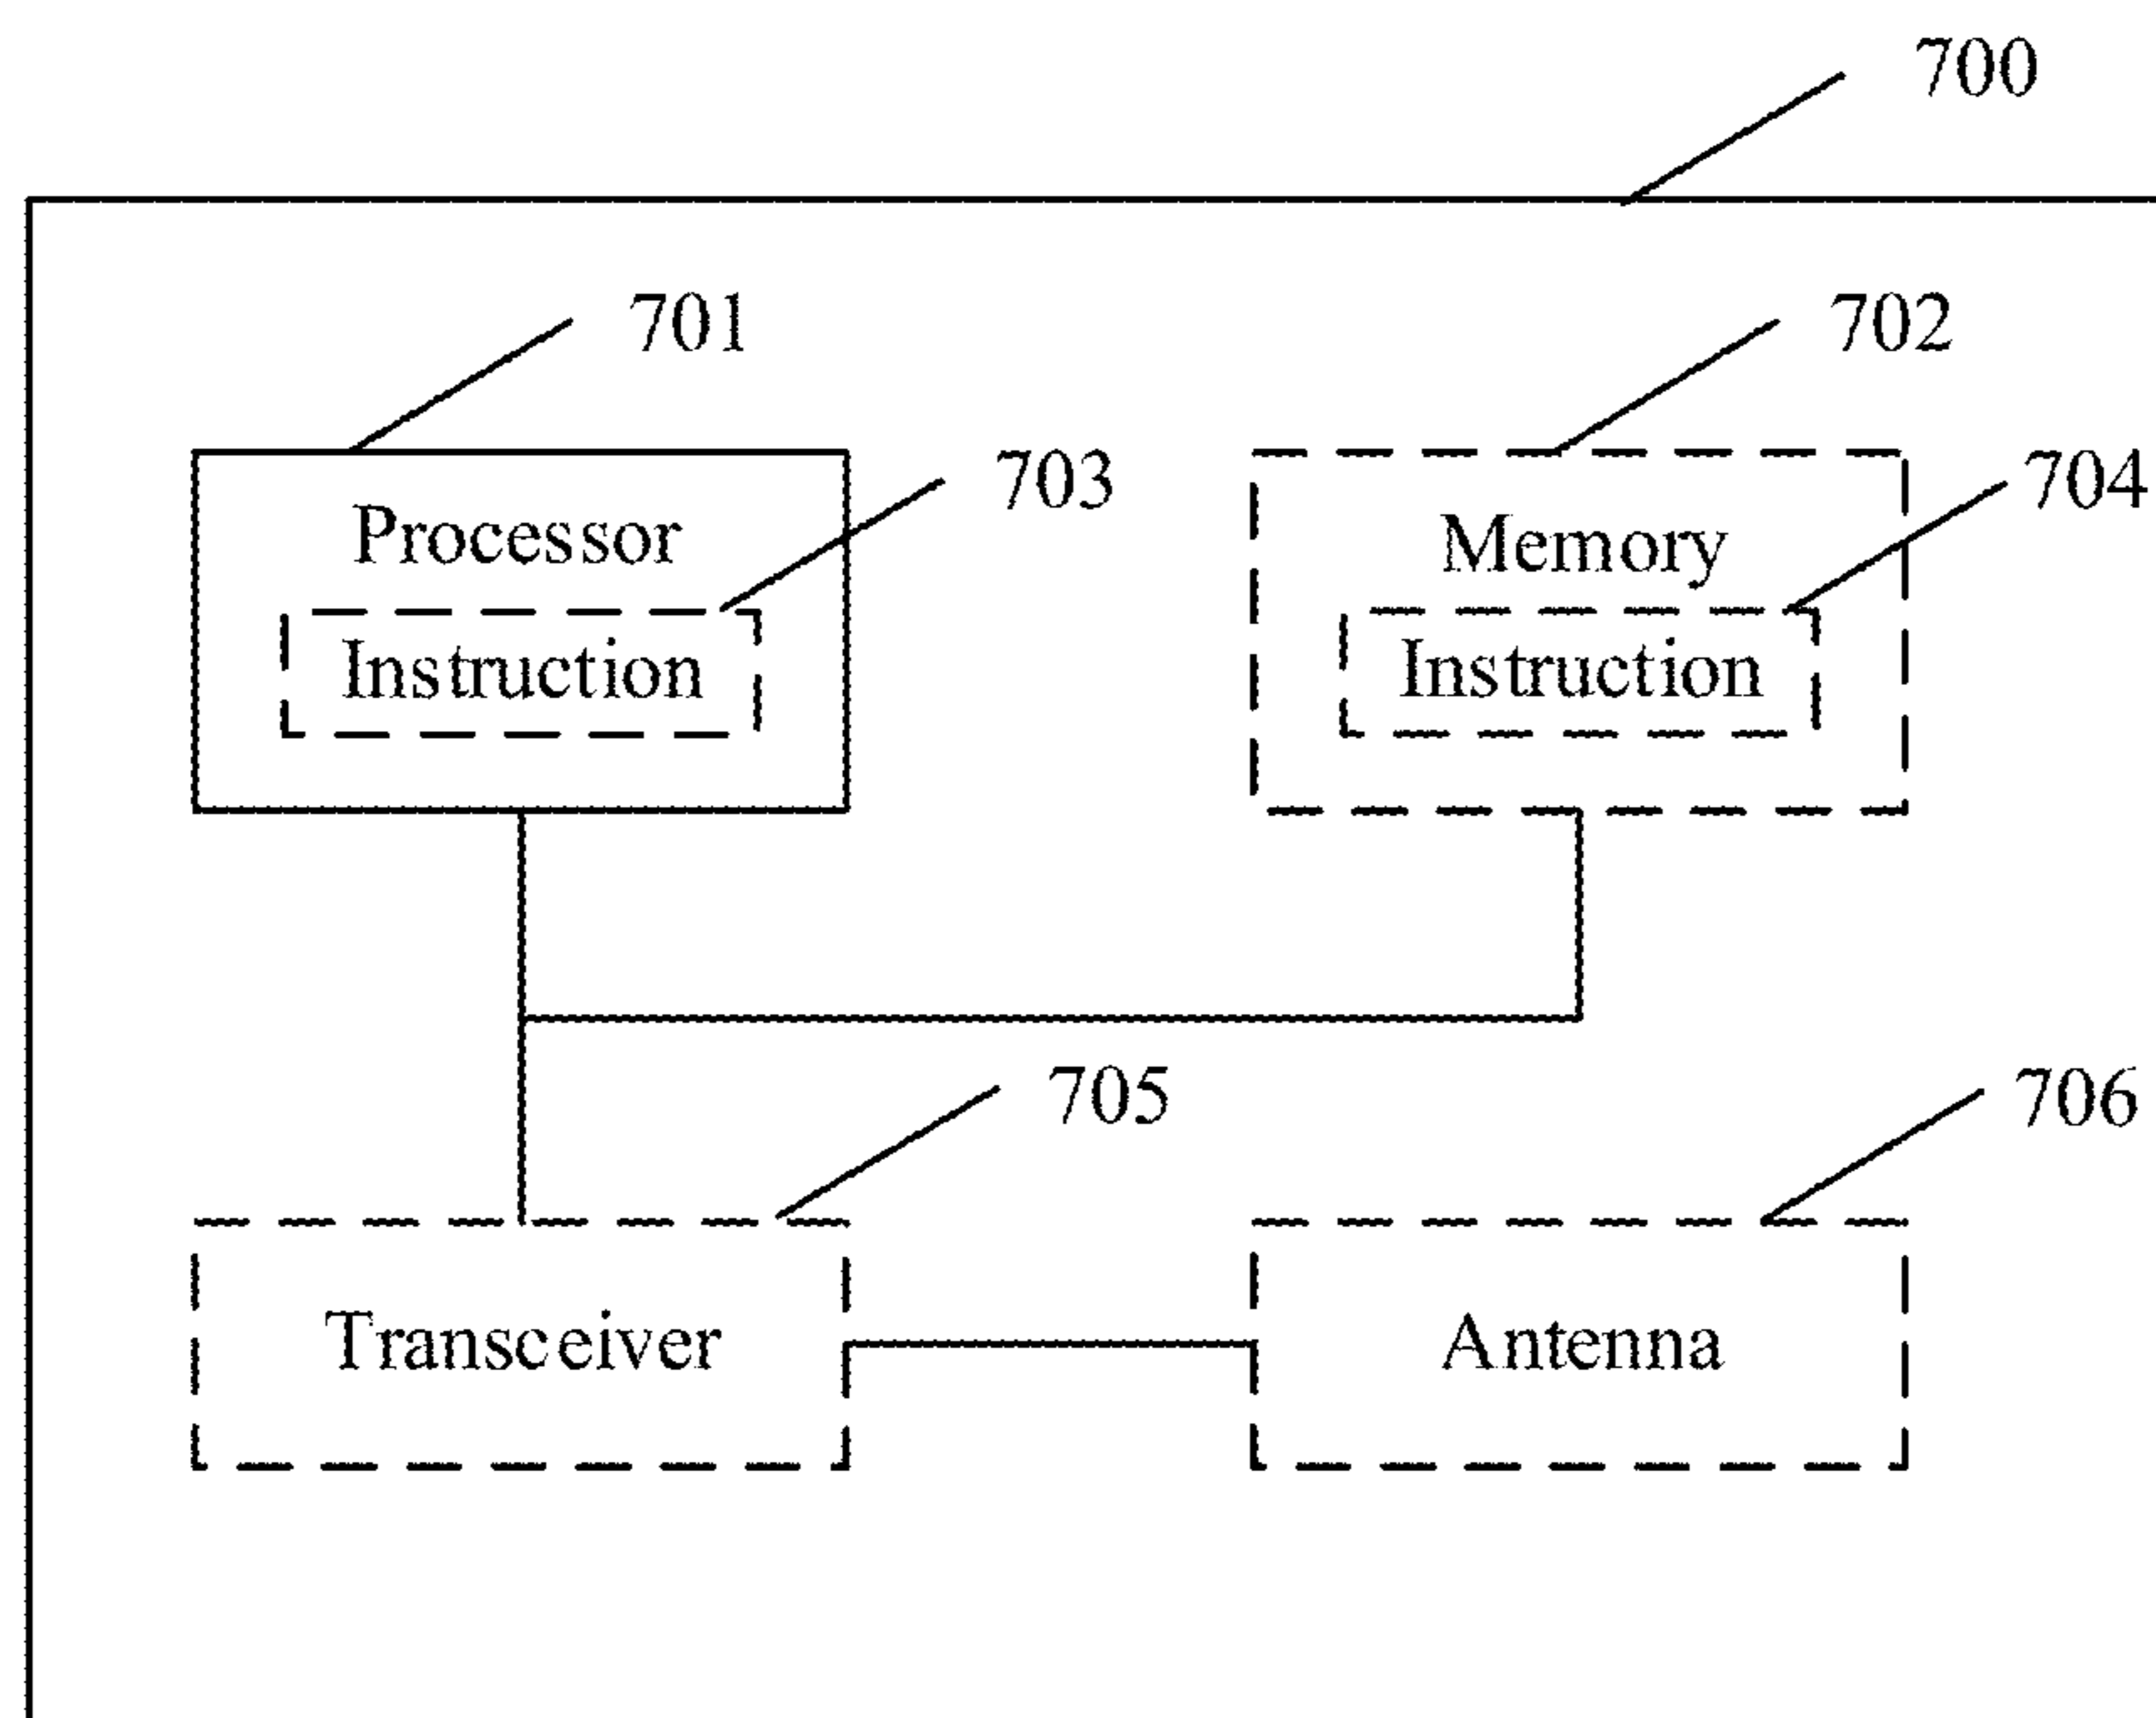 700
701
702
703
704
Processor
Memory
Instruction
Instruction
705
706
Transceiver
Antenna